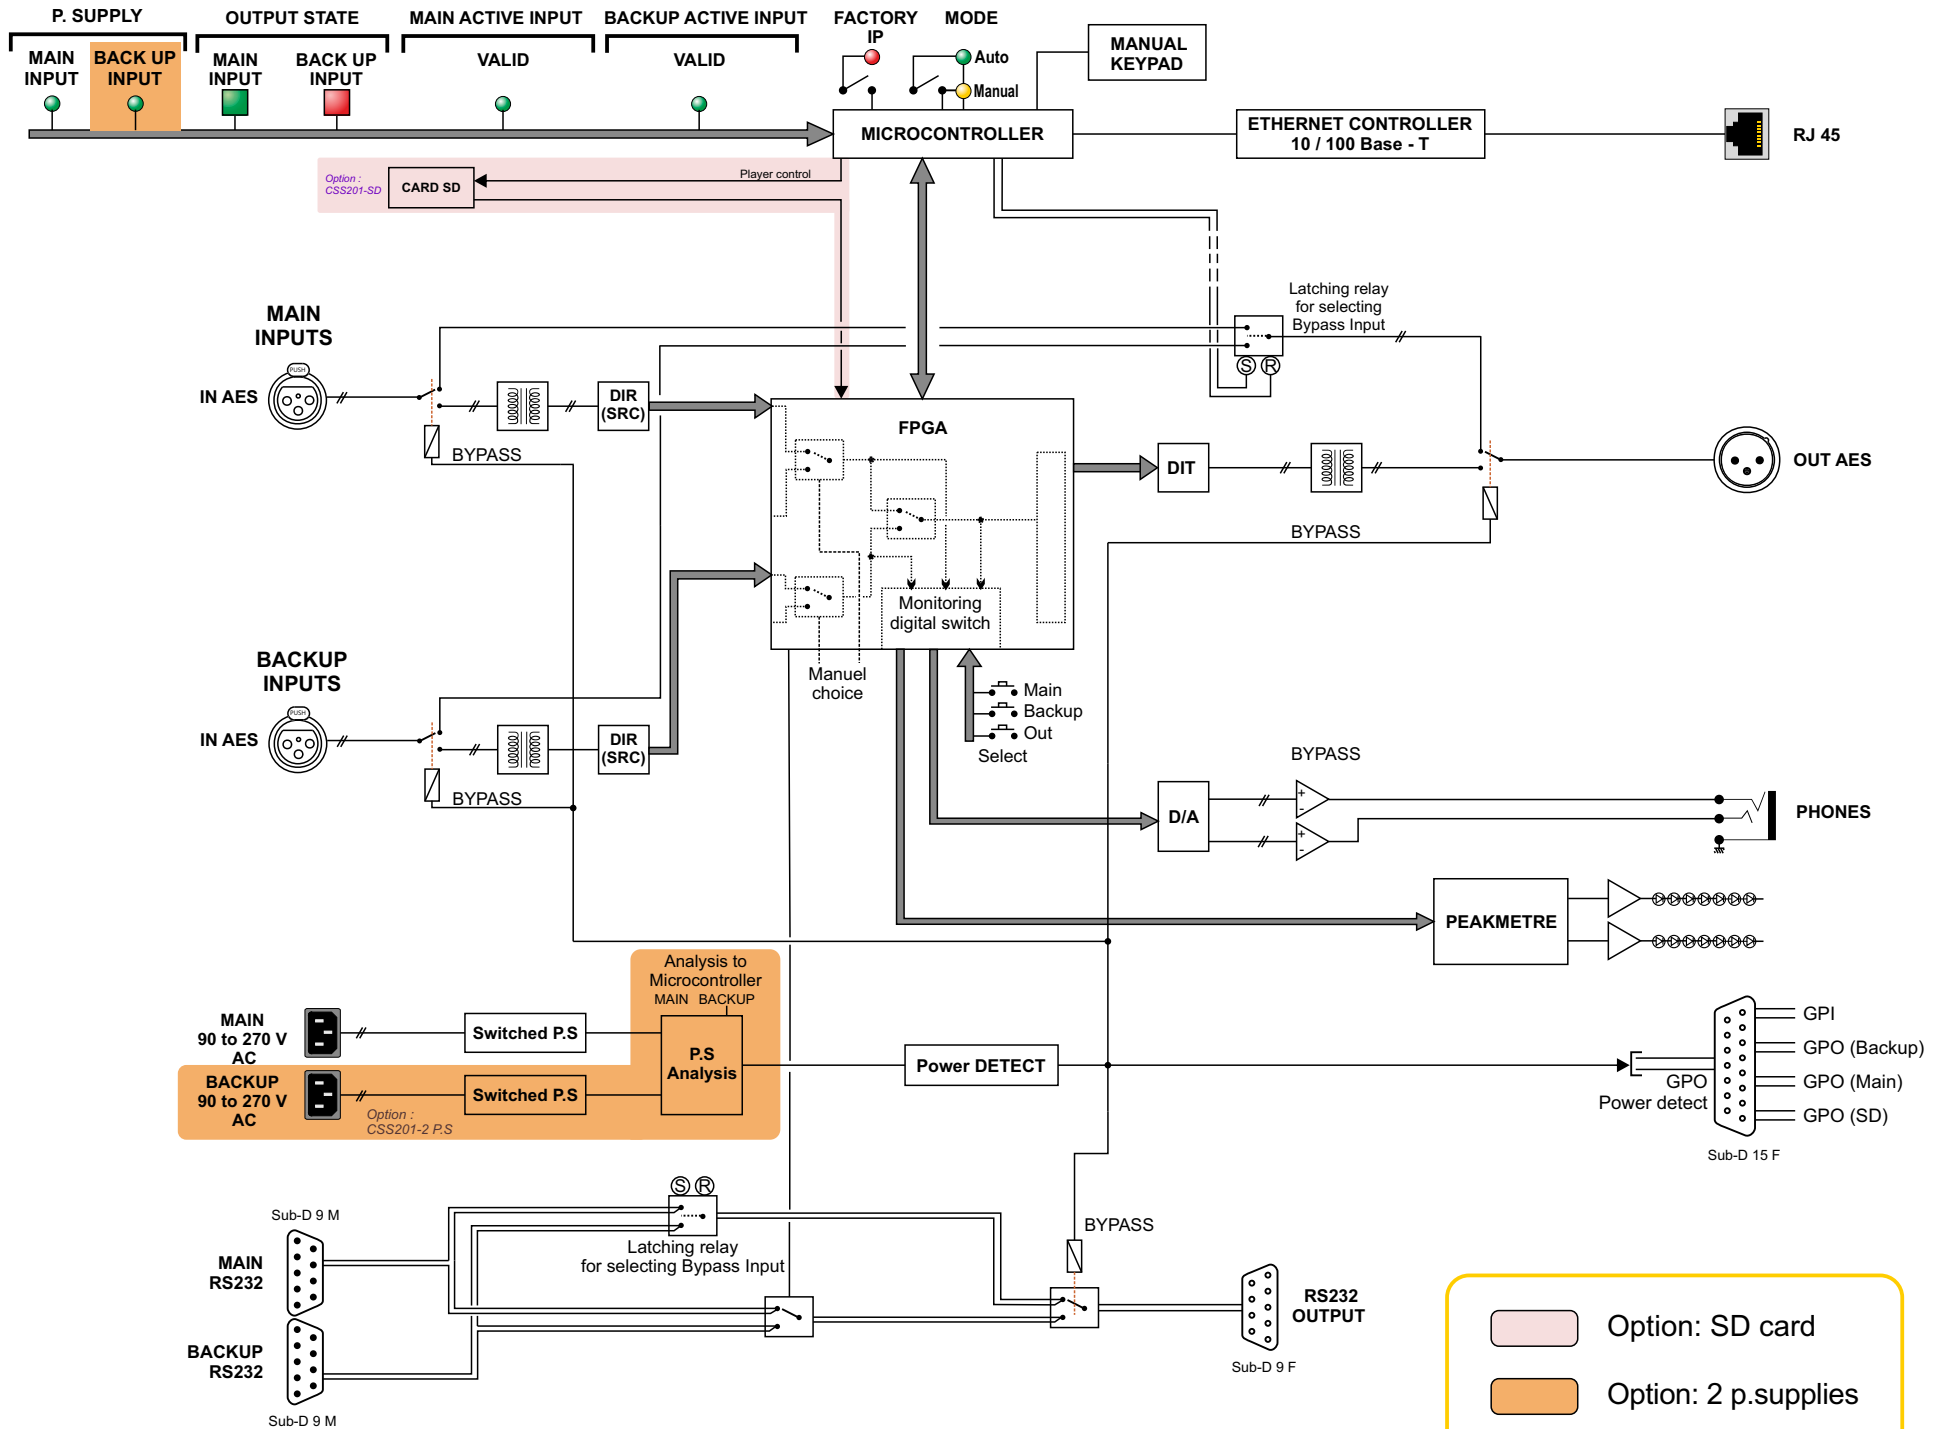 P. SUPPLY
OUTPUT STATE
MAIN ACTIVE INPUT
BACKUP ACTIVE INPUT
FACTORY
IP
MODE
MAIN
INPUT
BACK UP
INPUT
MAIN
INPUT
BACK UP
INPUT
VALID
VALID
Auto
Manual
MANUAL
KEYPAD
MICROCONTROLLER
ETHERNET CONTROLLER
10 / 100 Base - T
RJ 45
Option :
CSS201-SD
CARD SD
Player control
Latching relay
for selecting
Bypass Input
S R
MAIN
INPUTS
PUSH
IN AES
DIR
(SRC)
BYPASS
FPGA
DIT
OUT AES
BYPASS
Monitoring
digital switch
BACKUP
INPUTS
PUSH
IN AES
DIR
(SRC)
BYPASS
Manuel
choice
Main
Backup
Out
Select
BYPASS
D/A
+
-
+
-
PHONES
PEAKMETRE
Analysis to
Microcontroller
MAIN BACKUP
MAIN
90 to 270 V
AC
Switched P.S
P.S
Analysis
Power DETECT
BACKUP
90 to 270 V
AC
Switched P.S
Option :
CSS201-2 P.S
GPI
GPO (Backup)
GPO (Main)
GPO (SD)
GPO
Power detect
Sub-D 15 F
S R
Sub-D 9 M
Latching relay
for selecting Bypass Input
MAIN
RS232
BYPASS
RS232
OUTPUT
BACKUP
RS232
Sub-D 9 F
Sub-D 9 M
Option: SD card
Option: 2 p.supplies